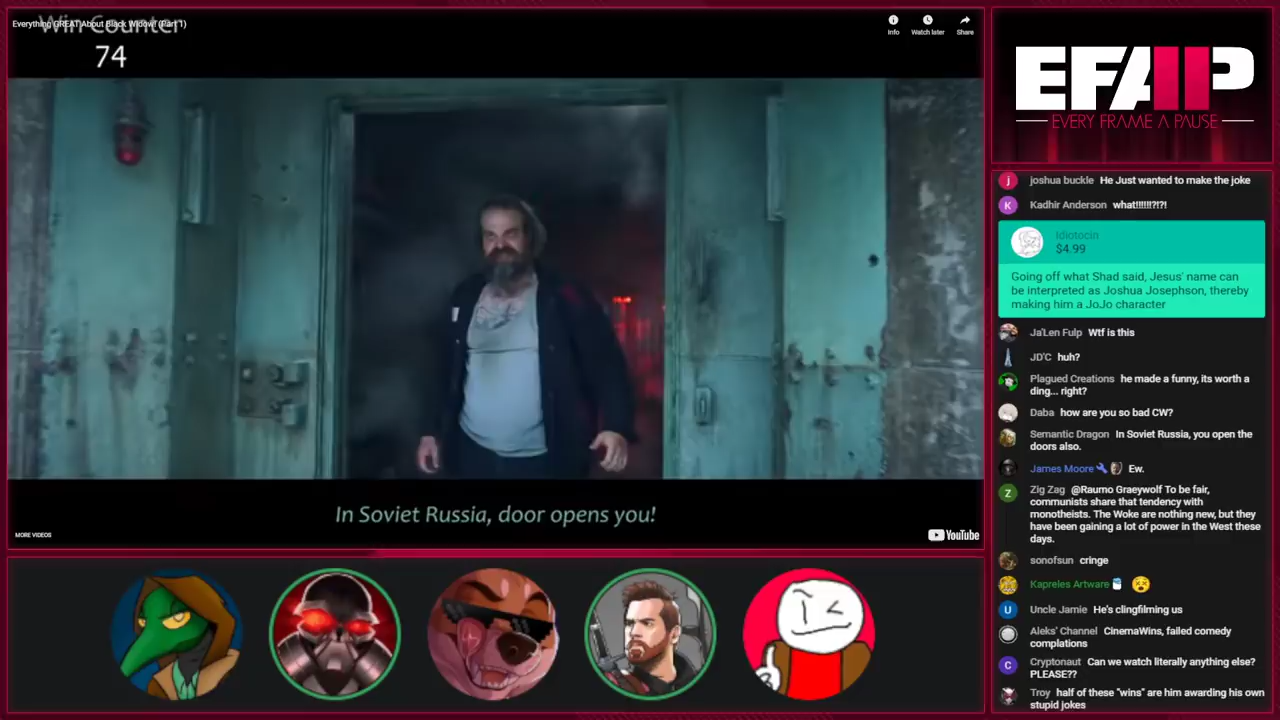 Everything GREAT About Black Widow! (Part 1)
Win Counter
74
Info
Watch later
Share
In Soviet Russia, door opens you!
MORE VIDEOS
YouTube
EFAP
EVERY FRAME A PAUSE
j joshua buckle He Just wanted to make the joke
K Kadhir Anderson what!!!!!!?!?!
Idiotocin
$4.99
Going off what Shad said, Jesus' name can
be interpreted as Joshua Josephson, thereby
making him a JoJo character
Ja'Len Fulp Wtf is this
JD'C huh?
Plagued Creations he made a funny, its worth a
ding... right?
Daba how are you so bad CW?
Semantic Dragon In Soviet Russia, you open the
doors also.
James Moore Ew.
Z Zig Zag @Raumo Graeywolf To be fair,
communists share that tendency with
monotheists. The Woke are nothing new, but they
have been gaining a lot of power in the West these
days.
sonofsun cringe
Kapreles Artware
U Uncle Jamie He's clingfilming us
Aleks' Channel CinemaWins, failed comedy
complations
C Cryptonaut Can we watch literally anything else?
PLEASE??
Troy half of these "wins" are him awarding his own
stupid jokes